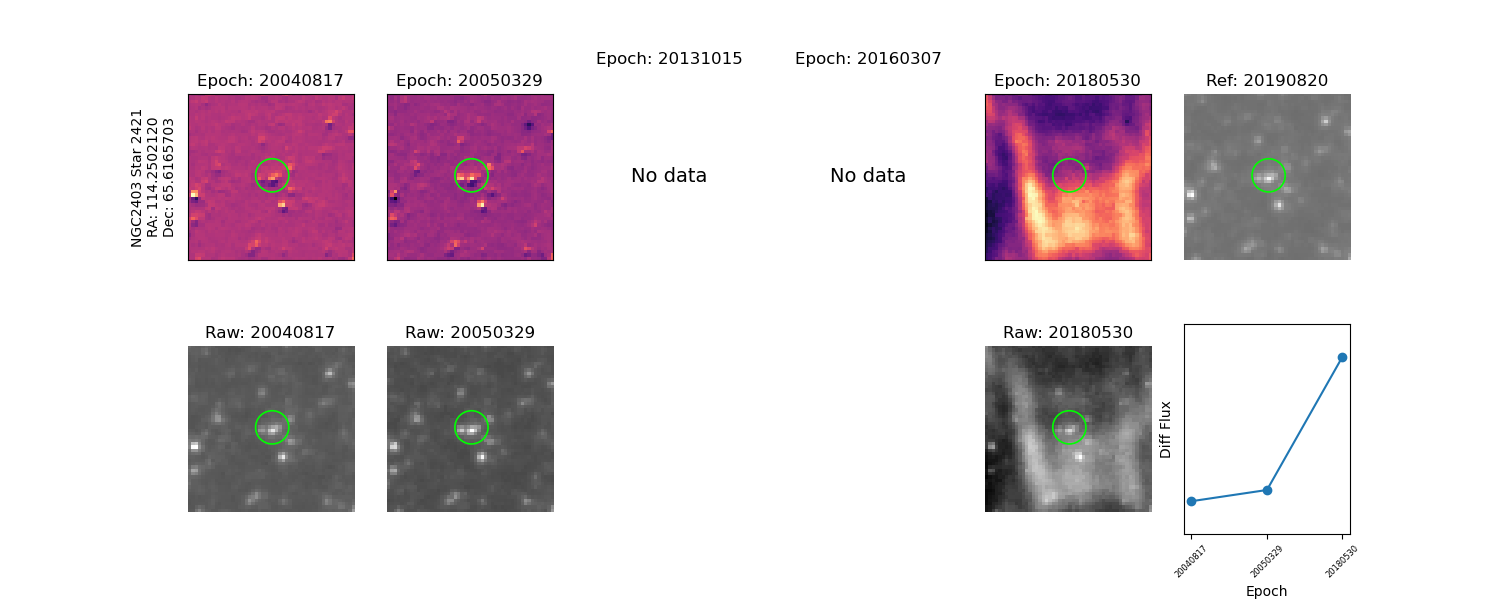 Epoch: 20131015
Epoch: 20160307
Epoch: 20040817
Epoch: 20050329
Epoch: 20180530
Ref: 20190820
NGC2403 Star 2421
RA: 114.2502120
Dec: 65.6165703
No data
No data
Raw: 20040817
Raw: 20050329
Raw: 20180530
Diff Flux
20040817
20050329
20180530
Epoch